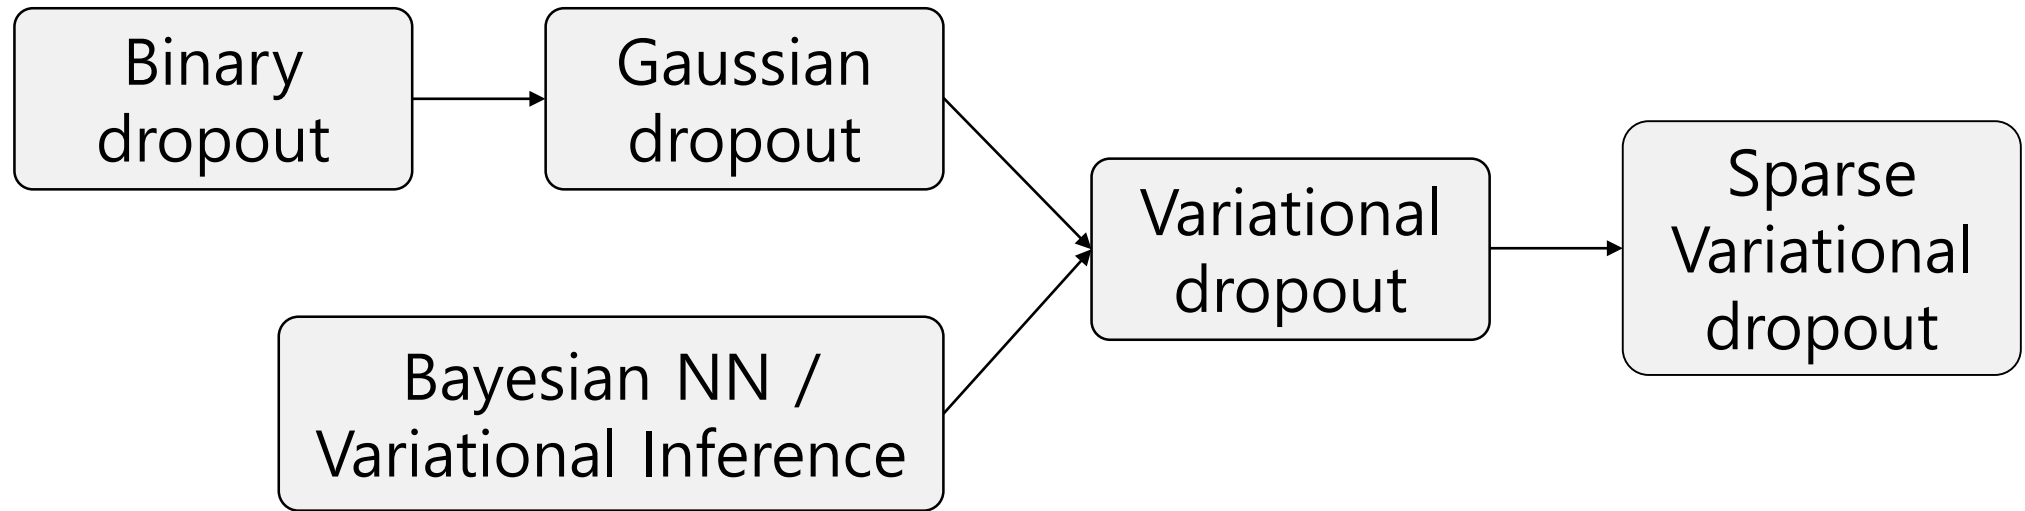 Binary
dropout
Gaussian
dropout
Bayesian NN /
Variational Inference
Variational
dropout
Sparse
Variational
dropout